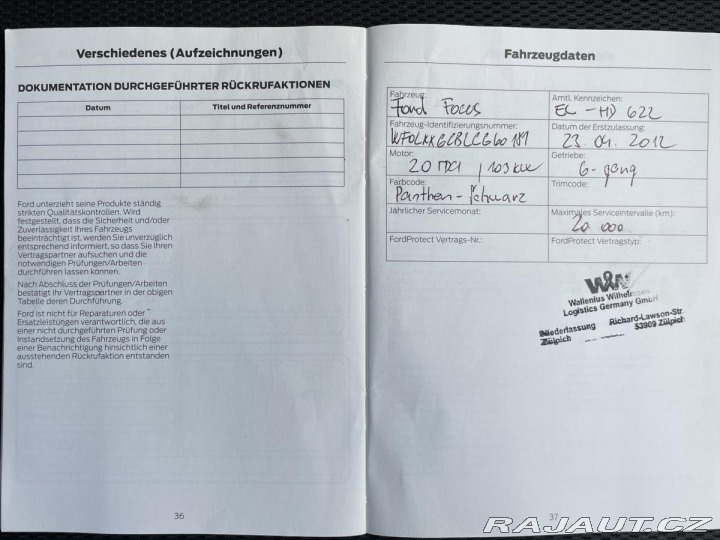 Verschiedenes (Aufzeichnungen)
DOKUMENTATION DURCHGEFÜHRTER RÜCKRUFAKTIONEN
Datum
Titel und Referenznummer
Ford unterzieht seine Produkte ständig
strikten Qualitätskontrollen. Wird
festgestellt, dass die Sicherheit und/oder
Zuverlässigkeit Ihres Fahrzeugs
beeinträchtigt ist, werden Sie unverzüglich
entsprechend informiert, so dass Sie Ihren
Vertragspartner aufsuchen und die
notwendigen Prüfungen/Arbeiten
durchführen lassen können.
Nach Abschluss der Prüfungen/Arbeiten
bestätigt Ihr Vertragspartner in der obigen
Tabelle deren Durchführung.
Ford ist nicht für Reparaturen oder
Ersatzleistungen verantwortlich, die aus
einer nicht durchgeführten Prüfung oder
Instandsetzung des Fahrzeugs in Folge
einer Benachrichtigung hinsichtlich einer
ausstehenden Rückrufaktion entstanden
sind.
36
Fahrzeugdaten
Fahrzeug:
Ford Focus
Amtl. Kennzeichen:
EC-HD 622
Fahrzeug-Identifizierungsnummer:
Datum der Erstzulassung:
23.04.2012
Motor:
2.0 TDCI, 103 KW
Getriebe:
6-gang
Farbcode:
Panther-Schwarz
Trimcode:
Jährlicher Servicemonat:
Maximales Serviceintervalle (km):
20 000
FordProtect Vertrags-Nr.:
FordProtect Vertragstyp:
WW
Wallenius Wilhelmsen
Logistics Germany GmbH
Niederlassung Richard-Lawson-Str.
Zülpich 53909 Zülpich
37
RAJAUT.CZ